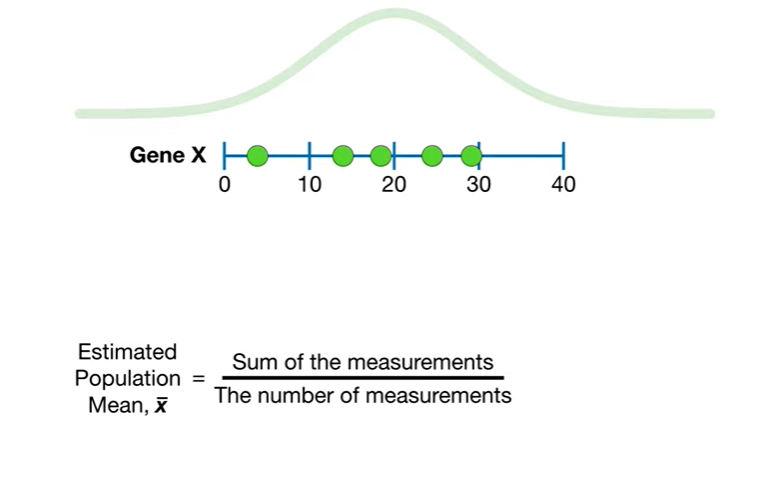 Gene X
0 10 20 30 40
Estimated
Population
Mean, x̄
=
Sum of the measurements
The number of measurements